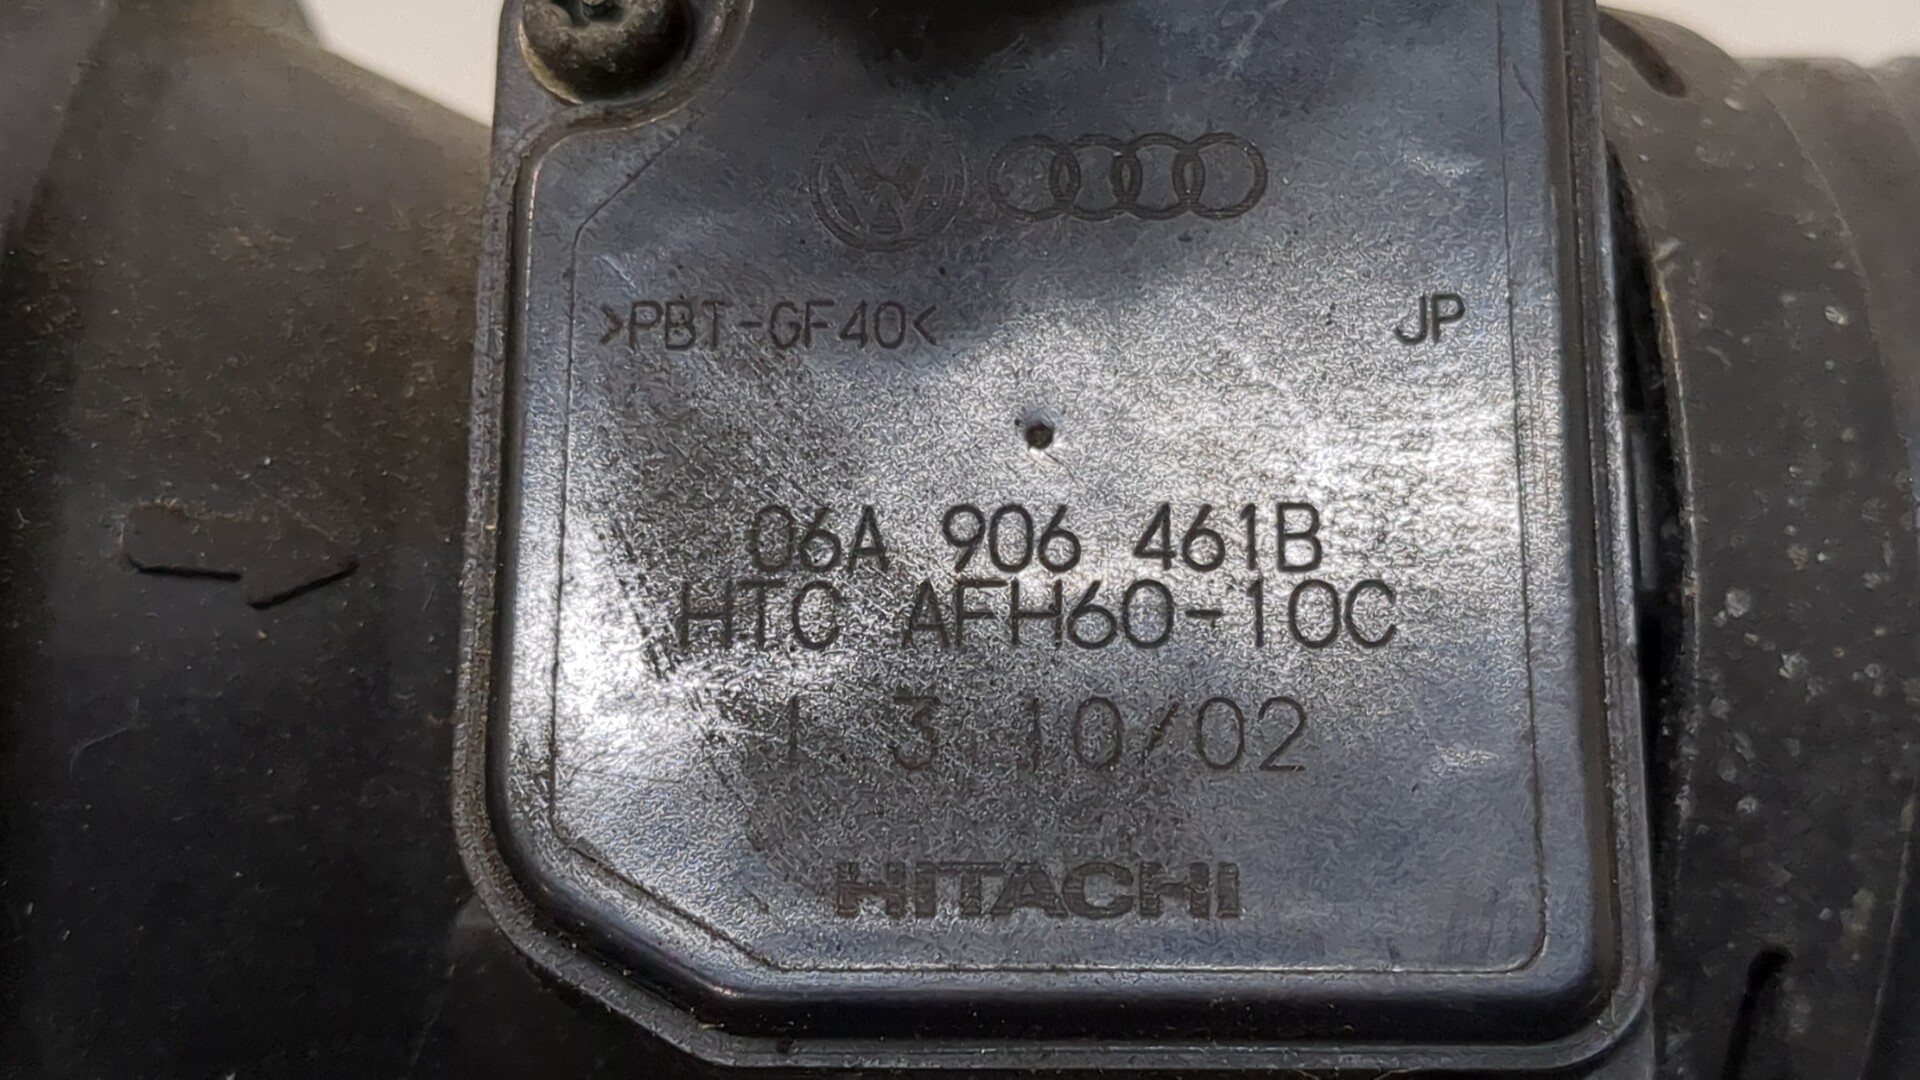 >PBT-GF40< JP
06A 906 461B
HTC AFH60-10C
1 3 10/02
HITACHI